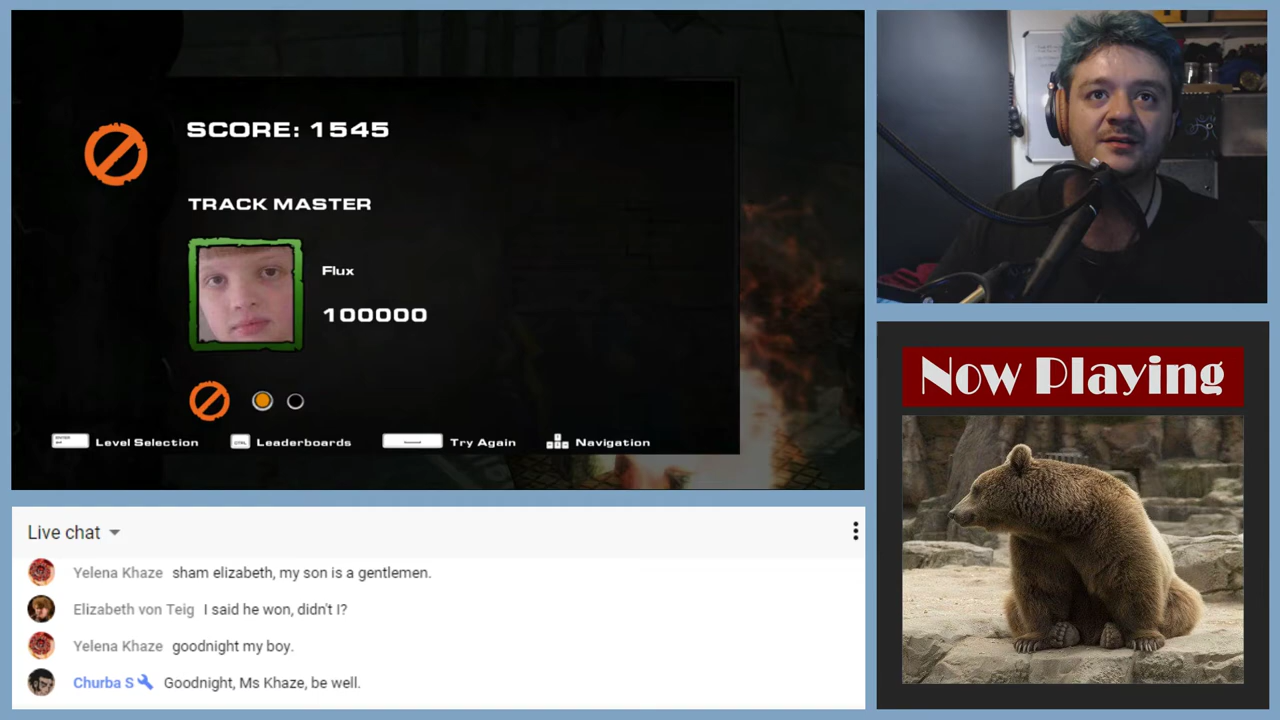 SCORE: 1545
TRACK MASTER
Flux
100000
Level Selection
Leaderboards
Try Again
Navigation
Now Playing
Live chat
Yelena Khaze sham elizabeth, my son is a gentlemen.
Elizabeth von Teig I said he won, didn't I?
Yelena Khaze goodnight my boy.
Churba S Goodnight, Ms Khaze, be well.